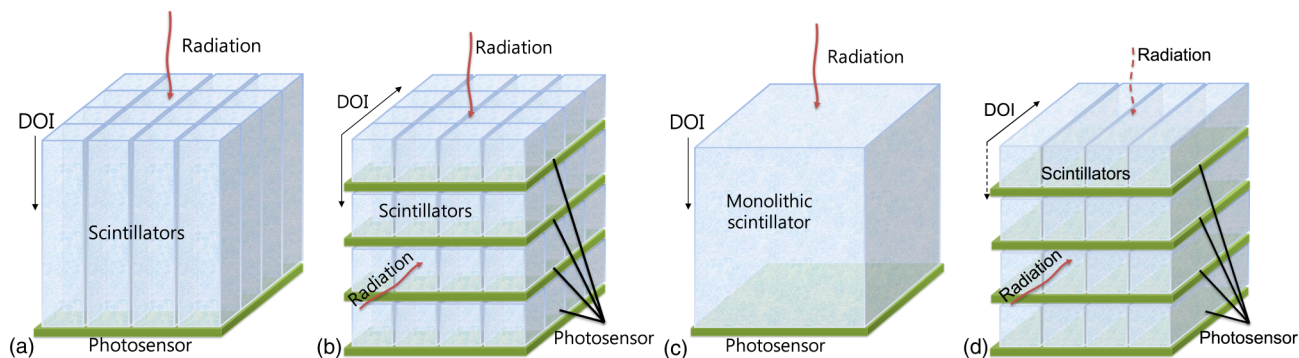 Radiation
DOI
Scintillators
Photosensor
(a)
Radiation
DOI
Scintillators
Radiation
Photosensor
(b)
Radiation
DOI
Monolithic
scintillator
Photosensor
(c)
Radiation
DOI
Scintillators
Radiation
Photosensor
(d)